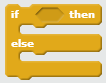 if then
else